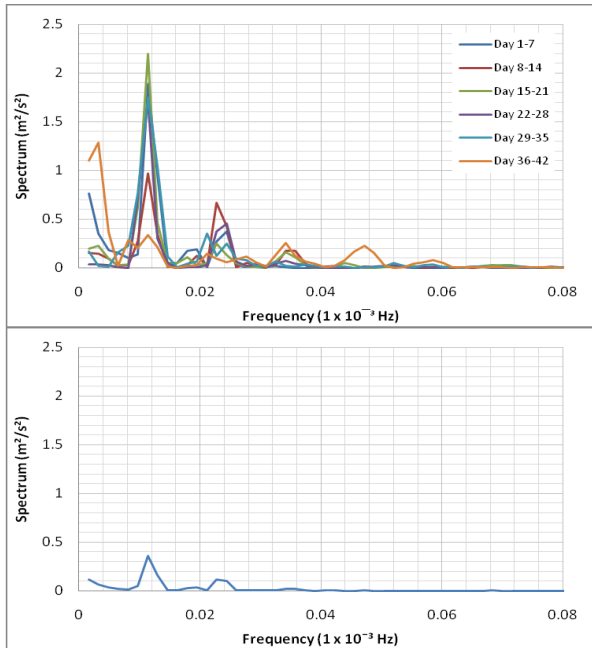 2.5
2
1.5
1
0.5
0
Spectrum (m²/s²)
Day 1-7
Day 8-14
Day 15-21
Day 22-28
Day 29-35
Day 36-42
0 0.02 0.04 0.06 0.08
Frequency (1 x 10⁻³ Hz)
2.5
2
1.5
1
0.5
0
Spectrum (m²/s²)
0 0.02 0.04 0.06 0.08
Frequency (1 x 10⁻³ Hz)